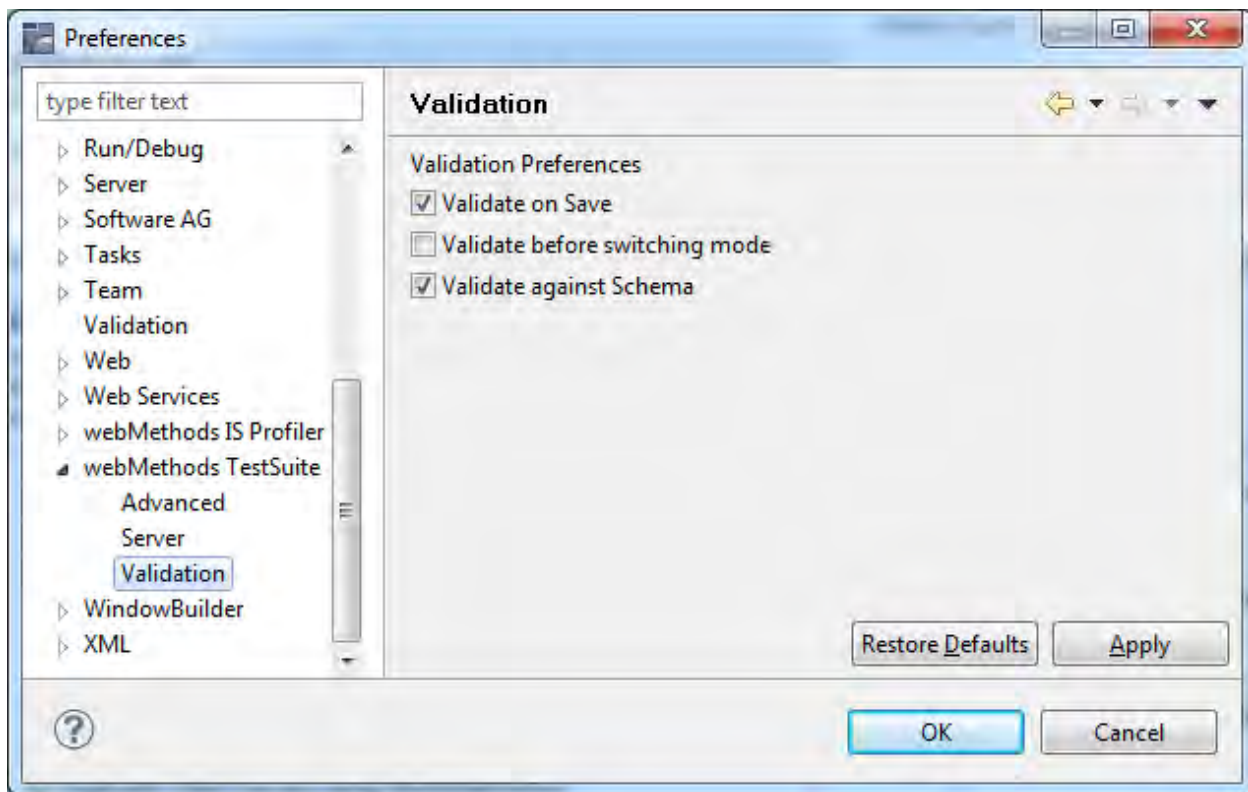 Preferences
type filter text
Run/Debug
Server
Software AG
Tasks
Team
Validation
Web
Web Services
webMethods IS Profiler
webMethods TestSuite
Advanced
Server
Validation
WindowBuilder
XML
Validation
Validation Preferences
Validate on Save
Validate before switching mode
Validate against Schema
Restore Defaults
Apply
OK
Cancel